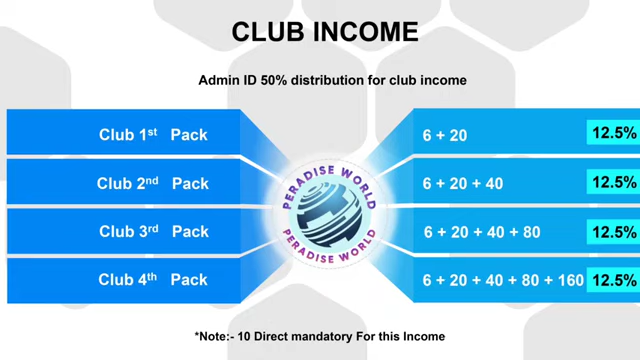 CLUB INCOME
Admin ID 50% distribution for club income
Club 1st Pack
6 + 20
12.5%
Club 2nd Pack
6 + 20 + 40
12.5%
Club 3rd Pack
6 + 20 + 40 + 80
12.5%
Club 4th Pack
6 + 20 + 40 + 80 + 160
12.5%
PERADISE WORLD
PERADISE WORLD
*Note:- 10 Direct mandatory For this Income